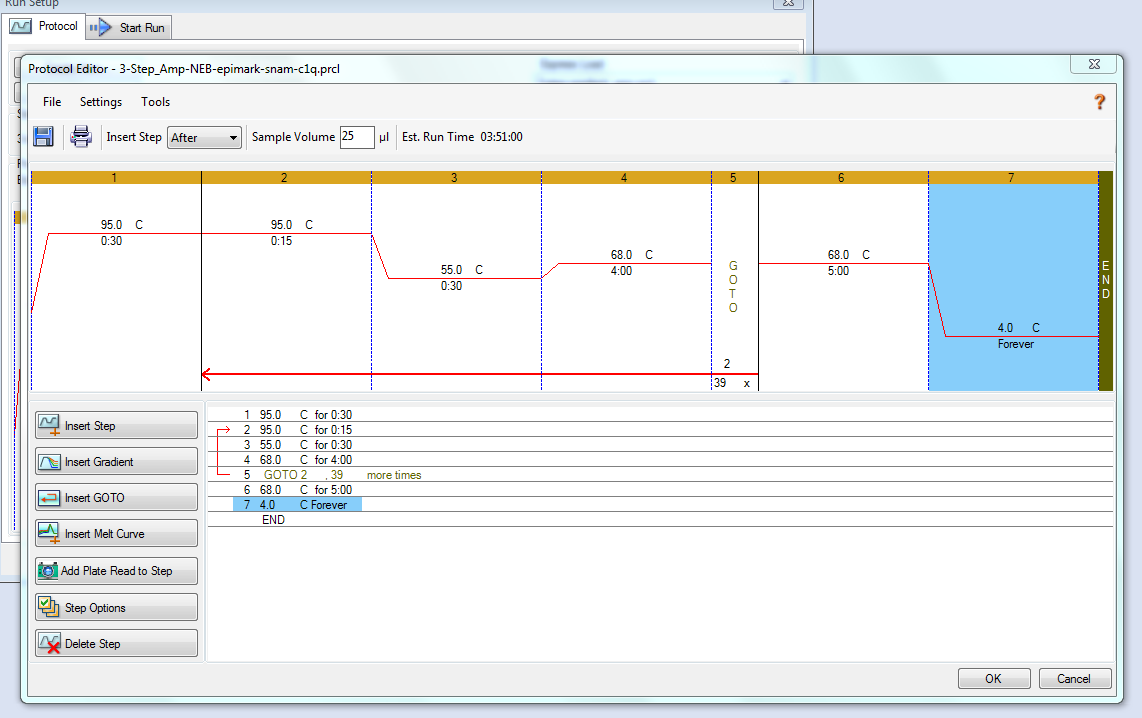 Run Setup
Protocol
Start Run
Protocol Editor - 3-Step_Amp-NEB-epimark-snam-c1q.prcl
File Settings Tools
?
Insert Step After Sample Volume 25 µl Est. Run Time 03:51:00
1 2 3 4 5 6 7
95.0 C
0:30
95.0 C
0:15
55.0 C
0:30
68.0 C
4:00
GOTO
2
39 x
68.0 C
5:00
4.0 C
Forever
END
Insert Step
Insert Gradient
Insert GOTO
Insert Melt Curve
Add Plate Read to Step
Step Options
Delete Step
1 95.0 C for 0:30
2 95.0 C for 0:15
3 55.0 C for 0:30
4 68.0 C for 4:00
5 GOTO 2 , 39 more times
6 68.0 C for 5:00
7 4.0 C Forever
END
OK Cancel